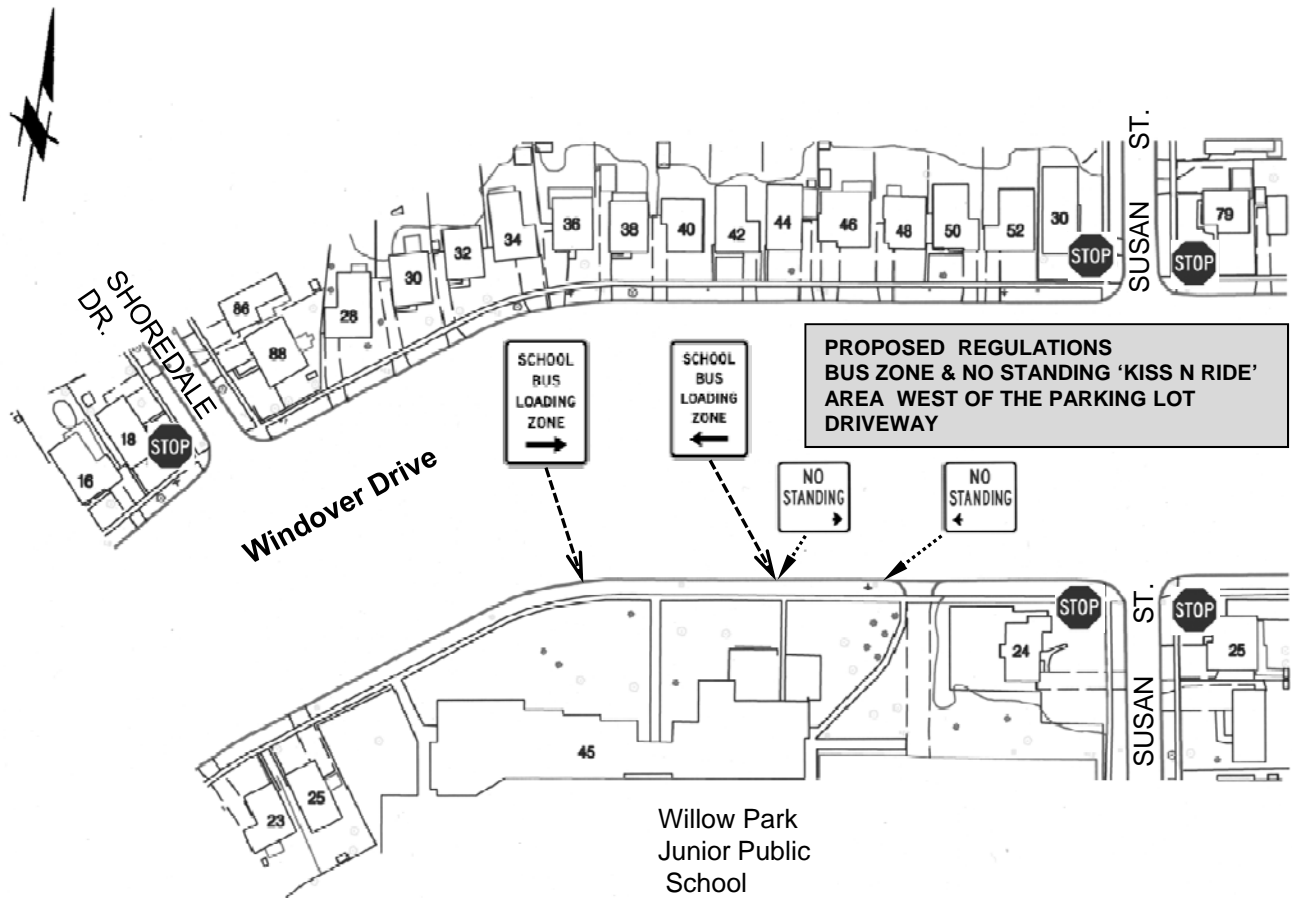 ST.
SUSAN
36
38
40
42
44
46
48
50
52
30
79
34
32
30
28
STOP
STOP
86
88
SHOREDALE
DR.
18
16
STOP
Windover Drive
SCHOOL
BUS
LOADING
ZONE
SCHOOL
BUS
LOADING
ZONE
PROPOSED REGULATIONS
BUS ZONE & NO STANDING ‘KISS N RIDE’
AREA WEST OF THE PARKING LOT
DRIVEWAY
NO
STANDING
NO
STANDING
STOP
ST.
STOP
SUSAN
24
25
45
25
23
Willow Park
Junior Public
School